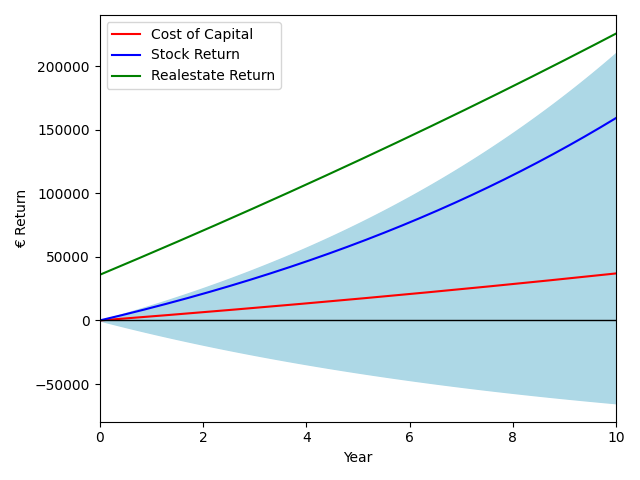 Cost of Capital
Stock Return
Realestate Return
200000
150000
100000
50000
0
−50000
€ Return
0 2 4 6 8 10
Year